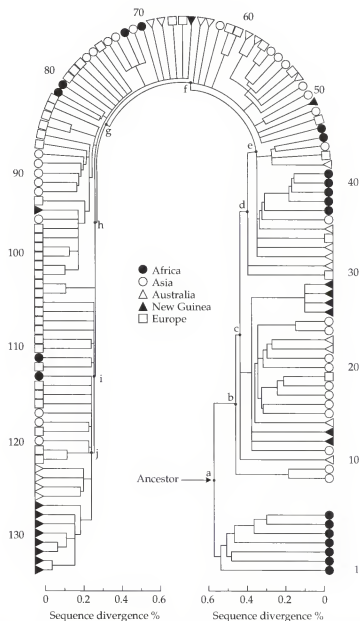 70
60
80
50
f
g
e
90
40
d
h
100
Africa
Asia
Australia
New Guinea
Europe
30
c
110
20
i
b
120
j
Ancestor
a
10
130
1
0 0.2 0.4 0.6
0.6 0.4 0.2 0
Sequence divergence %
Sequence divergence %